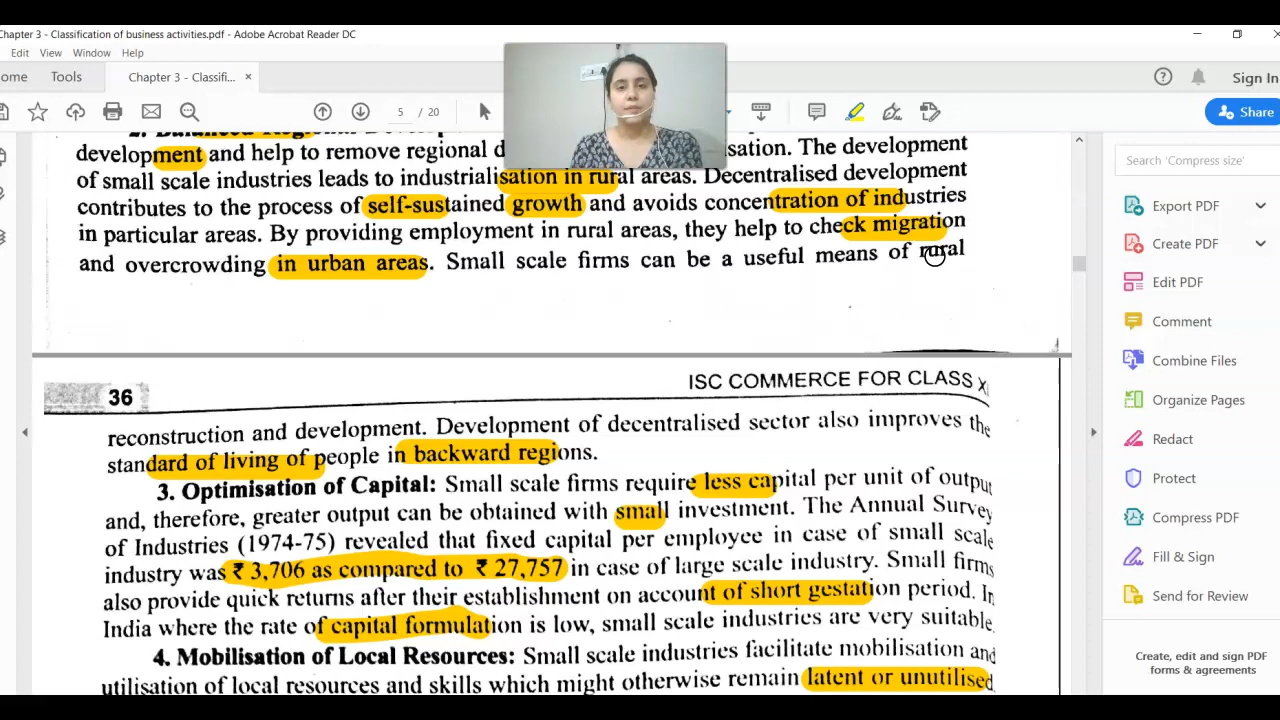 Chapter 3 - Classification of business activities.pdf - Adobe Acrobat Reader DC
Edit View Window Help
ome Tools Chapter 3 - Classifi... × Sign In
5 / 20 Share
development and help to remove regional d sation. The development
of small scale industries leads to industrialisation in rural areas. Decentralised development
contributes to the process of self-sustained growth and avoids concentration of industries
in particular areas. By providing employment in rural areas, they help to check migration
and overcrowding in urban areas. Small scale firms can be a useful means of rural
36 ISC COMMERCE FOR CLASS XI
reconstruction and development. Development of decentralised sector also improves the
standard of living of people in backward regions.
3. Optimisation of Capital: Small scale firms require less capital per unit of output
and, therefore, greater output can be obtained with small investment. The Annual Survey
of Industries (1974-75) revealed that fixed capital per employee in case of small scale
industry was ₹ 3,706 as compared to ₹ 27,757 in case of large scale industry. Small firms
also provide quick returns after their establishment on account of short gestation period. In
India where the rate of capital formulation is low, small scale industries are very suitable.
4. Mobilisation of Local Resources: Small scale industries facilitate mobilisation and
utilisation of local resources and skills which might otherwise remain latent or unutilised.
Search 'Compress size'
Export PDF
Create PDF
Edit PDF
Comment
Combine Files
Organize Pages
Redact
Protect
Compress PDF
Fill & Sign
Send for Review
Create, edit and sign PDF
forms & agreements